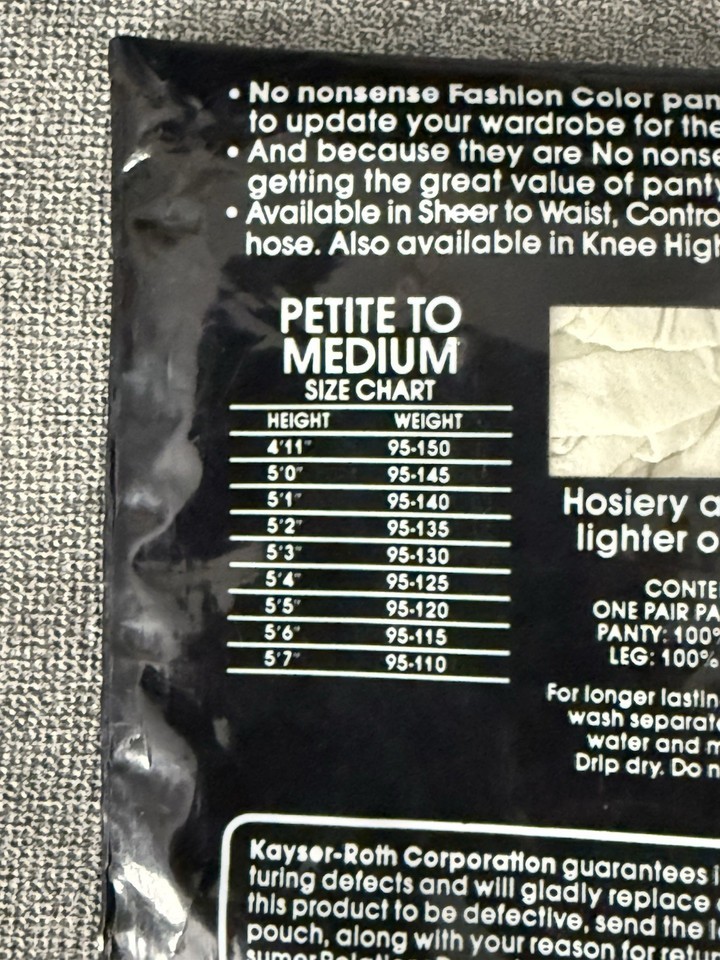 • No nonsense Fashion Color pan
to update your wardrobe for the
• And because they are No nonse
getting the great value of panty
• Available in Sheer to Waist, Contro
hose. Also available in Knee High
PETITE TO
MEDIUM
SIZE CHART
HEIGHT WEIGHT
4'11" 95-150
5'0" 95-145
5'1" 95-140
5'2" 95-135
5'3" 95-130
5'4" 95-125
5'5" 95-120
5'6" 95-115
5'7" 95-110
Hosiery a
lighter o
CONTE
ONE PAIR PA
PANTY: 100%
LEG: 100%
For longer lastin
wash separate
water and m
Drip dry. Do n
Kayser-Roth Corporation guarantees i
turing defects and will gladly replace
this product to be defective, send the
pouch, along with your reason for retur